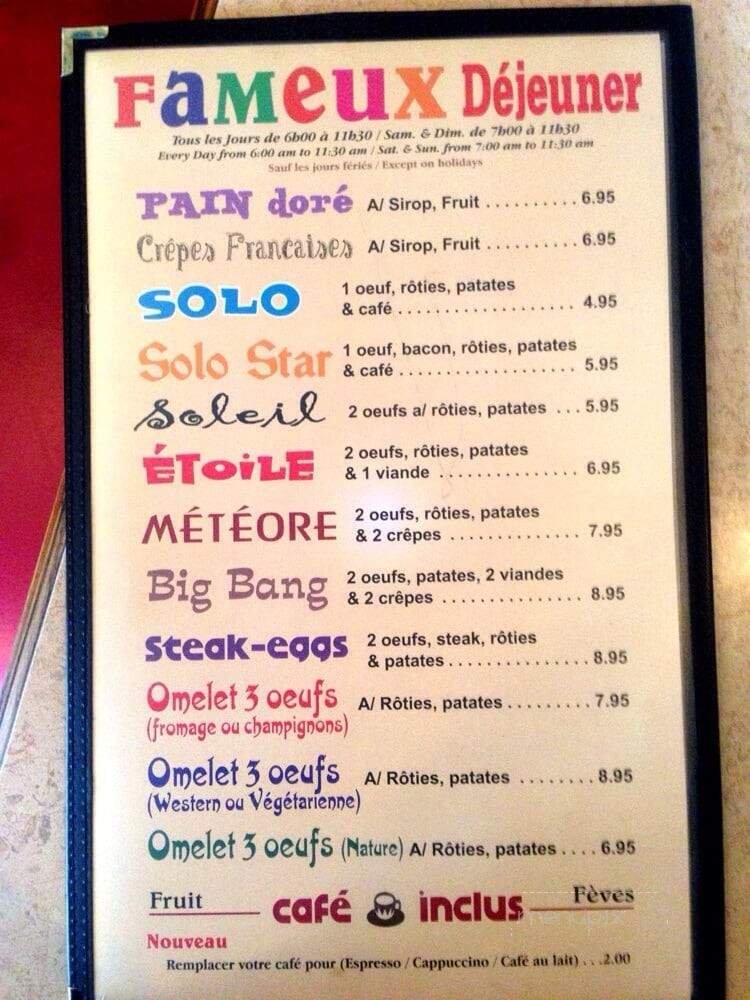 FAMEUX Déjeuner
Tous les Jours de 6h00 à 11h30 / Sam. & Dim. de 7h00 à 11h30
Every Day from 6:00 am to 11:30 am / Sat. & Sun. from 7:00 am to 11:30 am
Sauf les jours fériés / Except on holidays
PAIN doré A/ Sirop, Fruit . . . . . . . . . . 6.95
Crêpes Francaises A/ Sirop, Fruit . . . . . . . . . . 6.95
SOLO 1 oeuf, rôties, patates
& café . . . . . . . . . . . . . . . . . . . 4.95
Solo Star 1 oeuf, bacon, rôties, patates
& café . . . . . . . . . . . . . . . . . . . 5.95
Soleil 2 oeufs a/ rôties, patates . . . 5.95
ÉTOILE 2 oeufs, rôties, patates
& 1 viande . . . . . . . . . . . . . . . 6.95
MÉTÉORE 2 oeufs, rôties, patates
& 2 crêpes . . . . . . . . . . . . . . 7.95
Big Bang 2 oeufs, patates, 2 viandes
& 2 crêpes . . . . . . . . . . . . . . . 8.95
Steak-eggs 2 oeufs, steak, rôties
& patates . . . . . . . . . . . . . . . 8.95
Omelet 3 oeufs A/ Rôties, patates . . . . . . . . . 7.95
(fromage ou champignons)
Omelet 3 oeufs A/ Rôties, patates . . . . . . . . 8.95
(Western ou Végétarienne)
Omelet 3 oeufs (Nature) A/ Rôties, patates . . . . 6.95
Fruit café inclus Fèves
Nouveau
Remplacer votre café pour (Espresso / Cappuccino / Café au lait) . . . 2.00